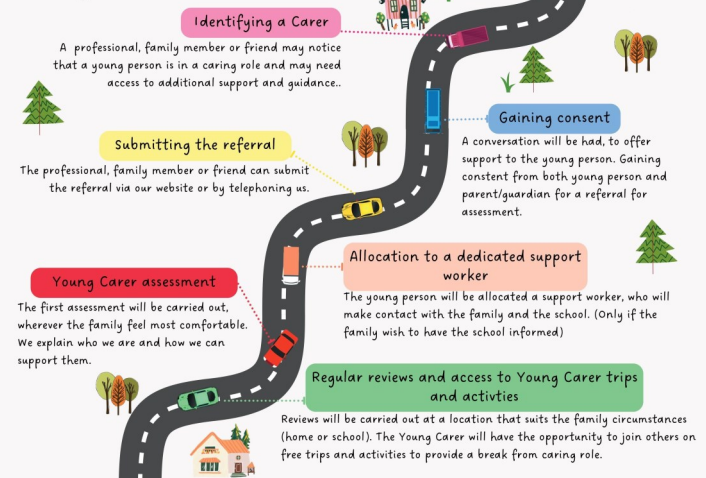 Identifying a Carer
A professional, family member or friend may notice
that a young person is in a caring role and may need
access to additional support and guidance..
Gaining consent
A conversation will be had, to offer
support to the young person. Gaining
constent from both young person and
parent/guardian for a referral for
assessment.
Submitting the referral
The professional, family member or friend can submit
the referral via our website or by telephoning us.
Allocation to a dedicated support
worker
The young person will be allocated a support worker, who will
make contact with the family and the school. (Only if the
family wish to have the school informed)
Young Carer assessment
The first assessment will be carried out,
wherever the family feel most comfortable.
We explain who we are and how we can
support them.
Regular reviews and access to Young Carer trips
and activties
Reviews will be carried out at a location that suits the family circumstances
(home or school). The Young Carer will have the opportunity to join others on
free trips and activities to provide a break from caring role.